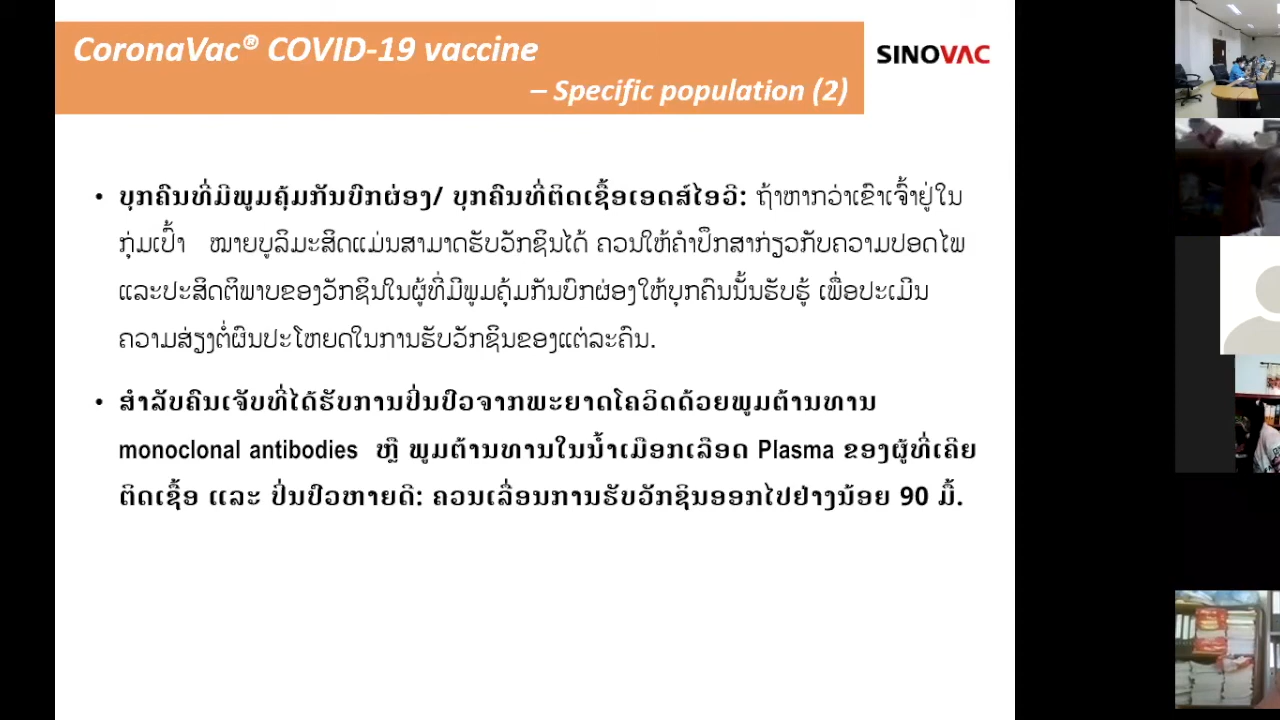 CoronaVac® COVID-19 vaccine
– Specific population (2)
SINOVAC
• ບຸກຄົນທີ່ມີພູມຄຸ້ມກັນບົກຜ່ອງ/ ບຸກຄົນທີ່ຕິດເຊື້ອເອດສ໌ໄອວີ: ຖ້າຫາກວ່າເຂົາເຈົ້າຢູ່ໃນ
ກຸ່ມເປົ້າ ໝາຍບູລິມະສິດແມ່ນສາມາດຮັບວັກຊິນໄດ້ ຄວນໃຫ້ຄຳປຶກສາກ່ຽວກັບຄວາມປອດໄພ
ແລະປະສິດຕິພາບຂອງວັກຊິນໃນຜູ້ທີ່ມີພູມຄຸ້ມກັນບົກຜ່ອງໃຫ້ບຸກຄົນນັ້ນຮັບຮູ້ ເພື່ອປະເມີນ
ຄວາມສ່ຽງຕໍ່ຜົນປະໂຫຍດໃນການຮັບວັກຊິນຂອງແຕ່ລະຄົນ.
• ສຳລັບຄົນເຈັບທີ່ໄດ້ຮັບການປິ່ນປົວຈາກພະຍາດໂຄວິດດ້ວຍພູມຕ້ານທານ
monoclonal antibodies ຫຼື ພູມຕ້ານທານໃນນ້ຳເມືອກເລືອດ Plasma ຂອງຜູ້ທີ່ເຄີຍ
ຕິດເຊື້ອ ແລະ ປິ່ນປົວຫາຍດີ: ຄວນເລື່ອນການຮັບວັກຊິນອອກໄປຢ່າງນ້ອຍ 90 ມື້.